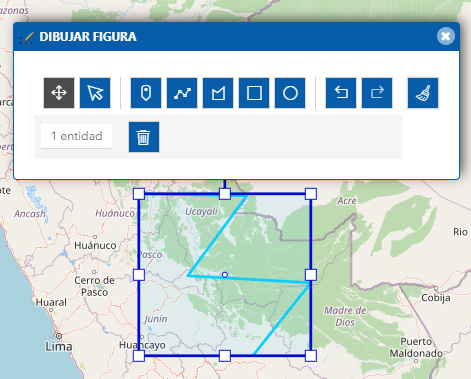 DIBUJAR FIGURA
1 entidad
Ancash
Huánuco
Ucayali
Acre
Rio
Huánuco
Pasco
Cerro de
Pasco
Huaral
Cobija
Junín
Madre de
Dios
Lima
Huancayo
Puerto
Maldonado